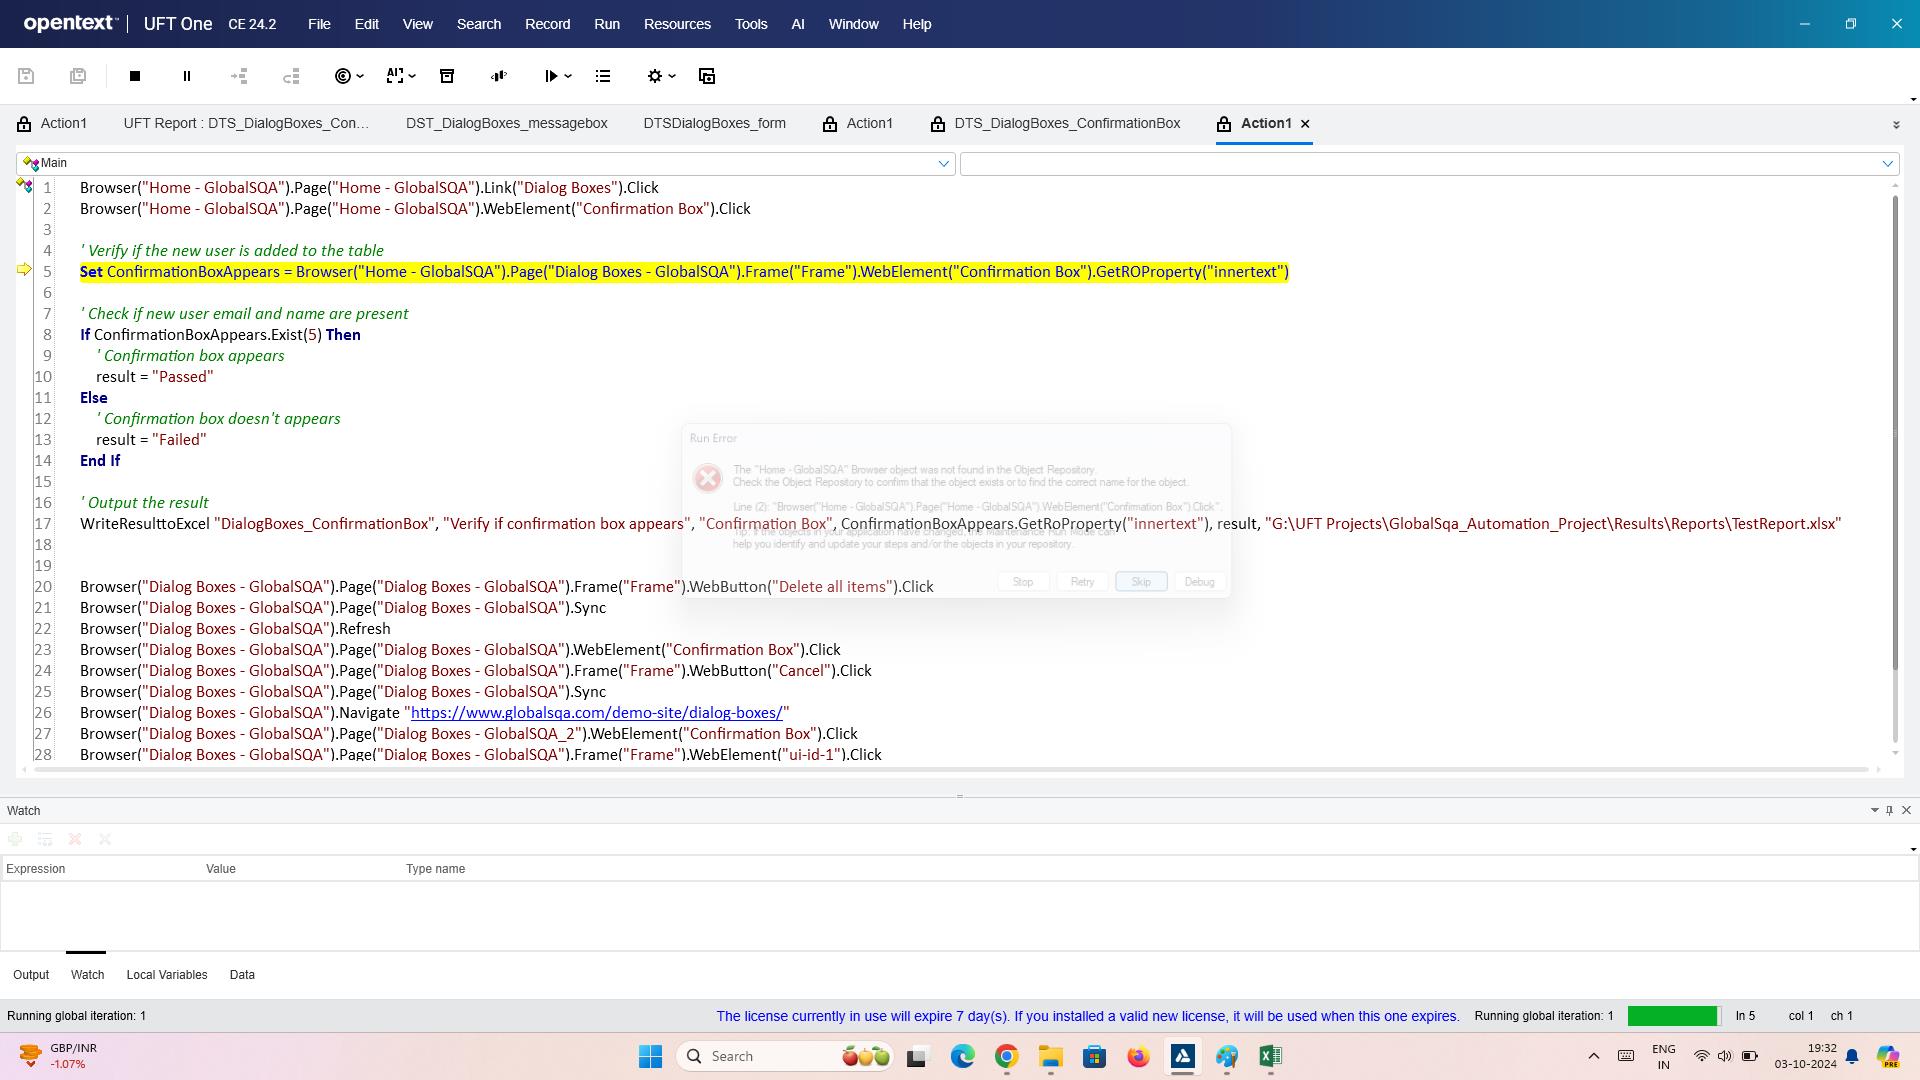 opentext™ | UFT One CE 24.2 File Edit View Search Record Run Resources Tools AI Window Help
Action1 UFT Report : DTS_DialogBoxes_Con... DST_DialogBoxes_messagebox DTSDialogBoxes_form Action1 DTS_DialogBoxes_ConfirmationBox Action1
Main
1 Browser("Home - GlobalSQA").Page("Home - GlobalSQA").Link("Dialog Boxes").Click
2 Browser("Home - GlobalSQA").Page("Home - GlobalSQA").WebElement("Confirmation Box").Click
3
4 ' Verify if the new user is added to the table
5 Set ConfirmationBoxAppears = Browser("Home - GlobalSQA").Page("Dialog Boxes - GlobalSQA").Frame("Frame").WebElement("Confirmation Box").GetROProperty("innertext")
6
7 ' Check if new user email and name are present
8 If ConfirmationBoxAppears.Exist(5) Then
9 ' Confirmation box appears
10 result = "Passed"
11 Else
12 ' Confirmation box doesn't appears
13 result = "Failed"
14 End If
15
16 ' Output the result
17 WriteResulttoExcel "DialogBoxes_ConfirmationBox", "Verify if confirmation box appears", "Confirmation Box", ConfirmationBoxAppears.GetRoProperty("innertext"), result, "G:\UFT Projects\GlobalSqa_Automation_Project\Results\Reports\TestReport.xlsx"
18
19
20 Browser("Dialog Boxes - GlobalSQA").Page("Dialog Boxes - GlobalSQA").Frame("Frame").WebButton("Delete all items").Click
21 Browser("Dialog Boxes - GlobalSQA").Page("Dialog Boxes - GlobalSQA").Sync
22 Browser("Dialog Boxes - GlobalSQA").Refresh
23 Browser("Dialog Boxes - GlobalSQA").Page("Dialog Boxes - GlobalSQA").WebElement("Confirmation Box").Click
24 Browser("Dialog Boxes - GlobalSQA").Page("Dialog Boxes - GlobalSQA").Frame("Frame").WebButton("Cancel").Click
25 Browser("Dialog Boxes - GlobalSQA").Page("Dialog Boxes - GlobalSQA").Sync
26 Browser("Dialog Boxes - GlobalSQA").Navigate "https://www.globalsqa.com/demo-site/dialog-boxes/"
27 Browser("Dialog Boxes - GlobalSQA").Page("Dialog Boxes - GlobalSQA_2").WebElement("Confirmation Box").Click
28 Browser("Dialog Boxes - GlobalSQA").Page("Dialog Boxes - GlobalSQA").Frame("Frame").WebElement("ui-id-1").Click
Run Error
The "Home - GlobalSQA" Browser object was not found in the Object Repository.
Check the Object Repository to confirm that the object exists or to find the correct name for the object.
Line (2): "Browser("Home - GlobalSQA").Page("Home - GlobalSQA").WebElement("Confirmation Box").Click".
Tip: If the objects in your application have changed, the Maintenance Run Mode can
help you identify and update your steps and/or the objects in your repository.
Stop Retry Skip Debug
Watch
Expression Value Type name
Output Watch Local Variables Data
Running global iteration: 1 The license currently in use will expire 7 day(s). If you installed a valid new license, it will be used when this one expires. Running global iteration: 1 ln 5 col 1 ch 1
GBP/INR
-1.07%
Search
ENG
IN
19:32
03-10-2024
PRE